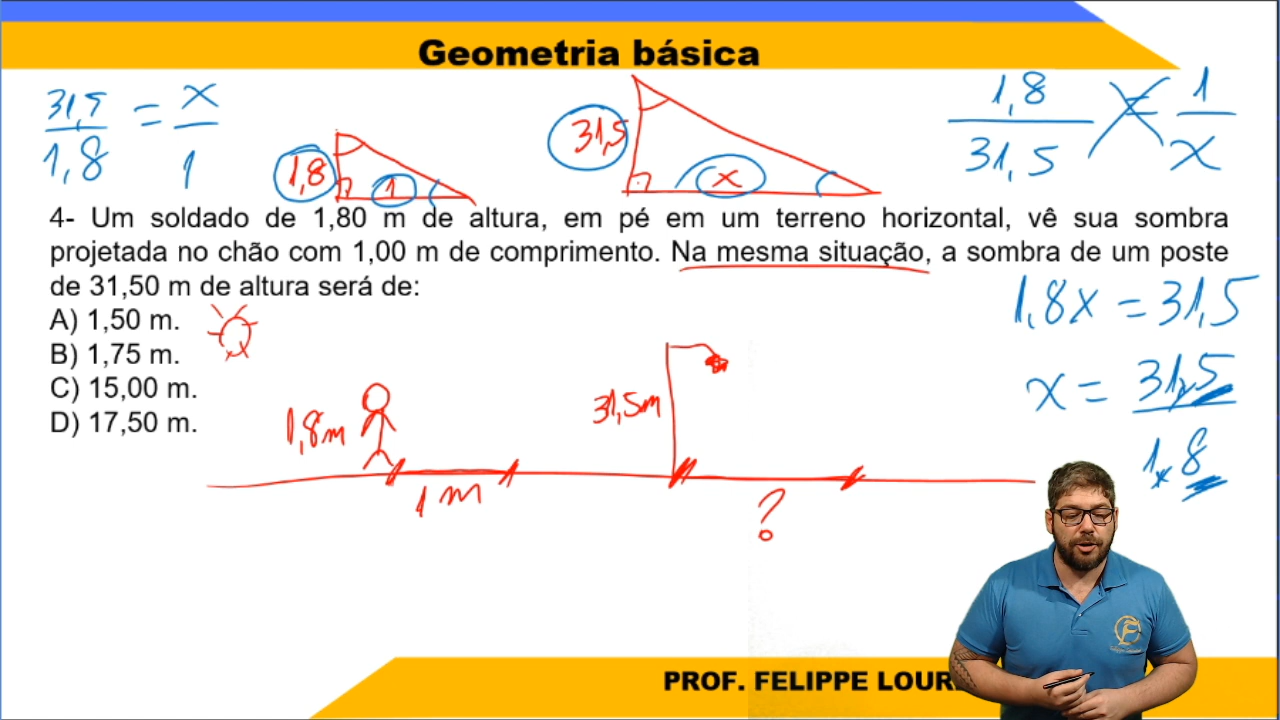 Geometria básica
31,5 = x
1,8 1
1,8
1
31,5
x
1,8 = 1
31,5 x
4- Um soldado de 1,80 m de altura, em pé em um terreno horizontal, vê sua sombra
projetada no chão com 1,00 m de comprimento. Na mesma situação, a sombra de um poste
de 31,50 m de altura será de:
A) 1,50 m.
B) 1,75 m.
C) 15,00 m.
D) 17,50 m.
1,8x = 31,5
x = 31,5
1,8
1,8m
1 m
31,5m
?
PROF. FELIPPE LOUR